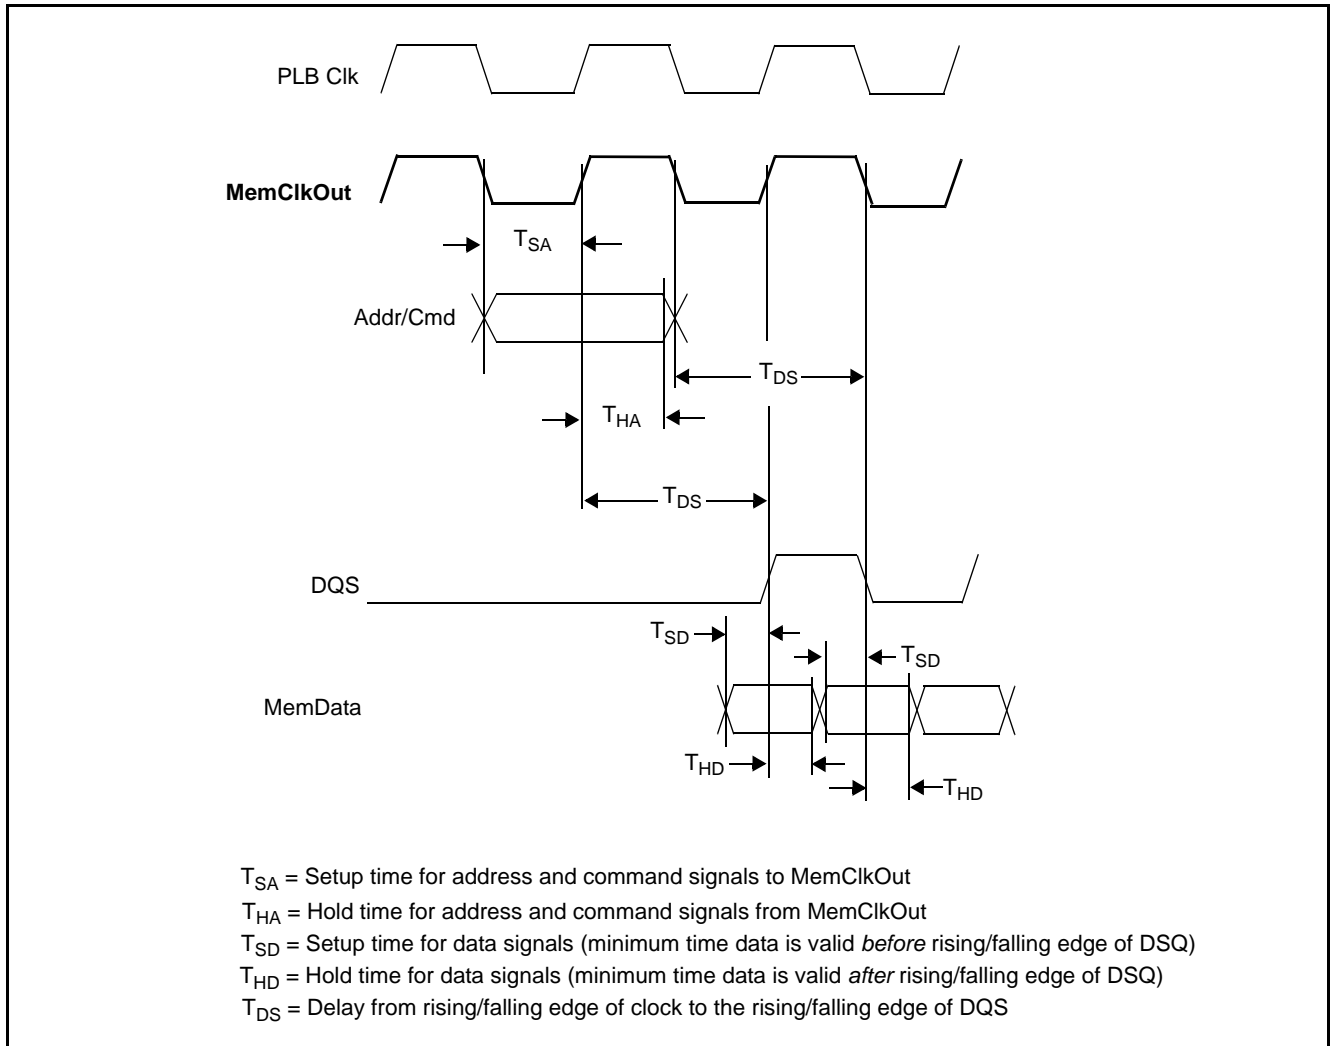 PLB Clk
MemClkOut
TSA
Addr/Cmd
TDS
THA
TDS
DQS
TSD
TSD
MemData
THD
THD
TSA = Setup time for address and command signals to MemClkOut
THA = Hold time for address and command signals from MemClkOut
TSD = Setup time for data signals (minimum time data is valid before rising/falling edge of DSQ)
THD = Hold time for data signals (minimum time data is valid after rising/falling edge of DSQ)
TDS = Delay from rising/falling edge of clock to the rising/falling edge of DQS